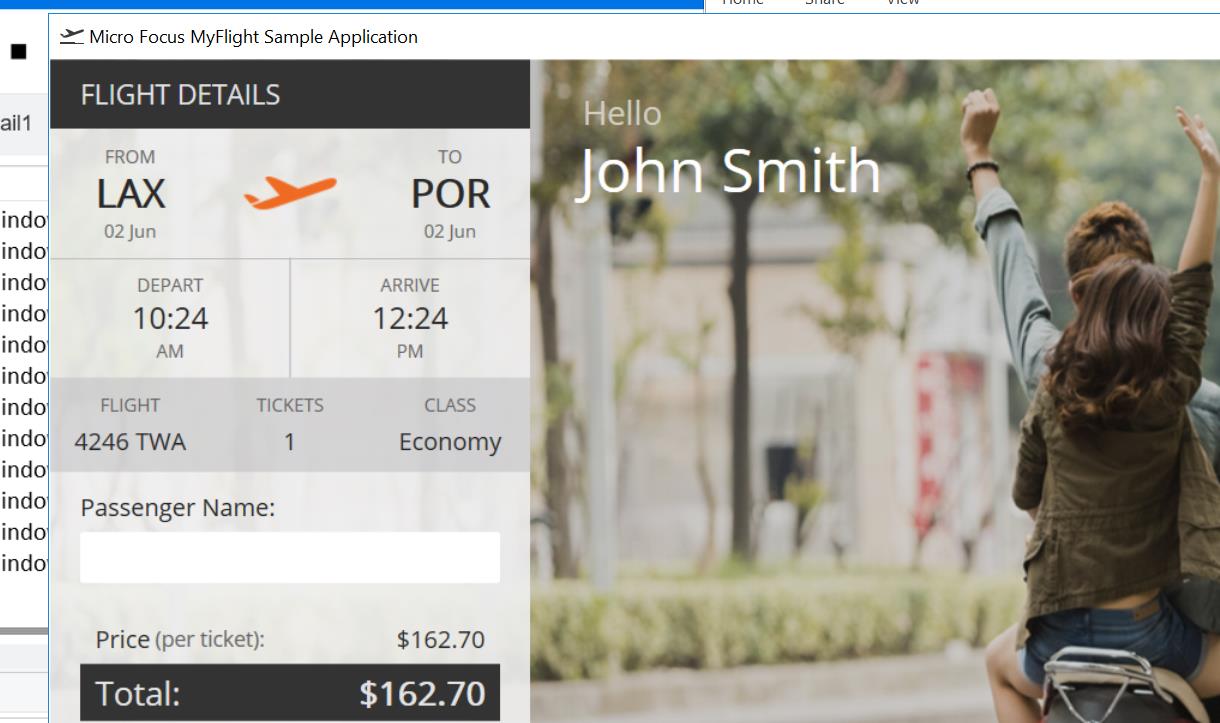 Home Share View
Micro Focus MyFlight Sample Application
ail1
FLIGHT DETAILS
FROM TO
LAX POR
02 Jun 02 Jun
DEPART ARRIVE
10:24 12:24
AM PM
FLIGHT TICKETS CLASS
4246 TWA 1 Economy
Passenger Name:
Price (per ticket): $162.70
Total: $162.70
Hello
John Smith
indo
indo
indo
indo
indo
indo
indo
indo
indo
indo
indo
indo